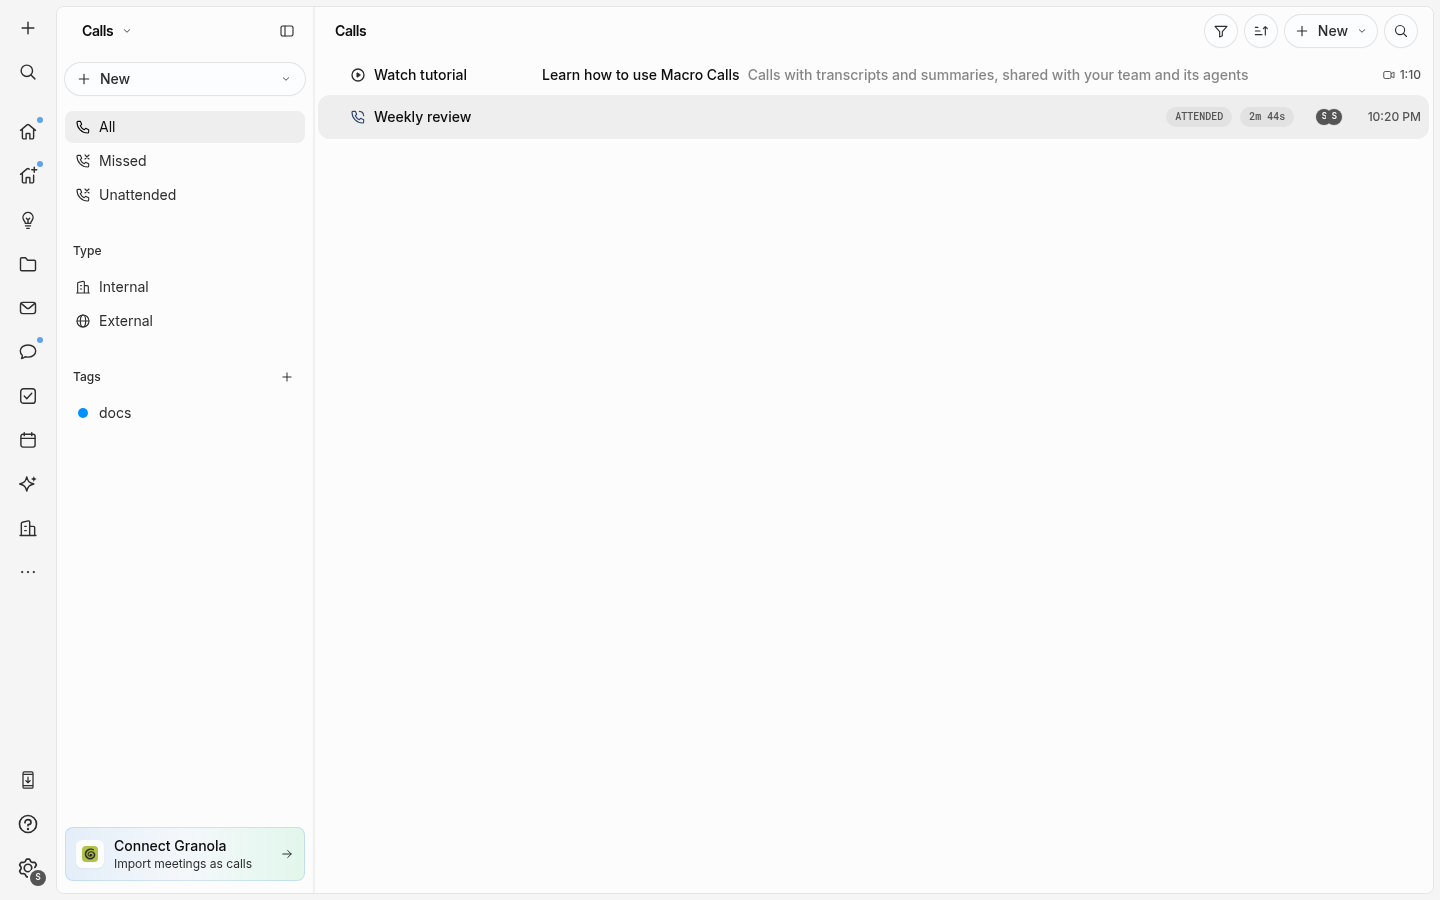 Calls
New
All
Missed
Unattended
Type
Internal
External
Tags
docs
Connect Granola
Import meetings as calls
S
Calls
New
Watch tutorial Learn how to use Macro Calls Calls with transcripts and summaries, shared with your team and its agents 1:10
Weekly review ATTENDED 2m 44s S S 10:20 PM